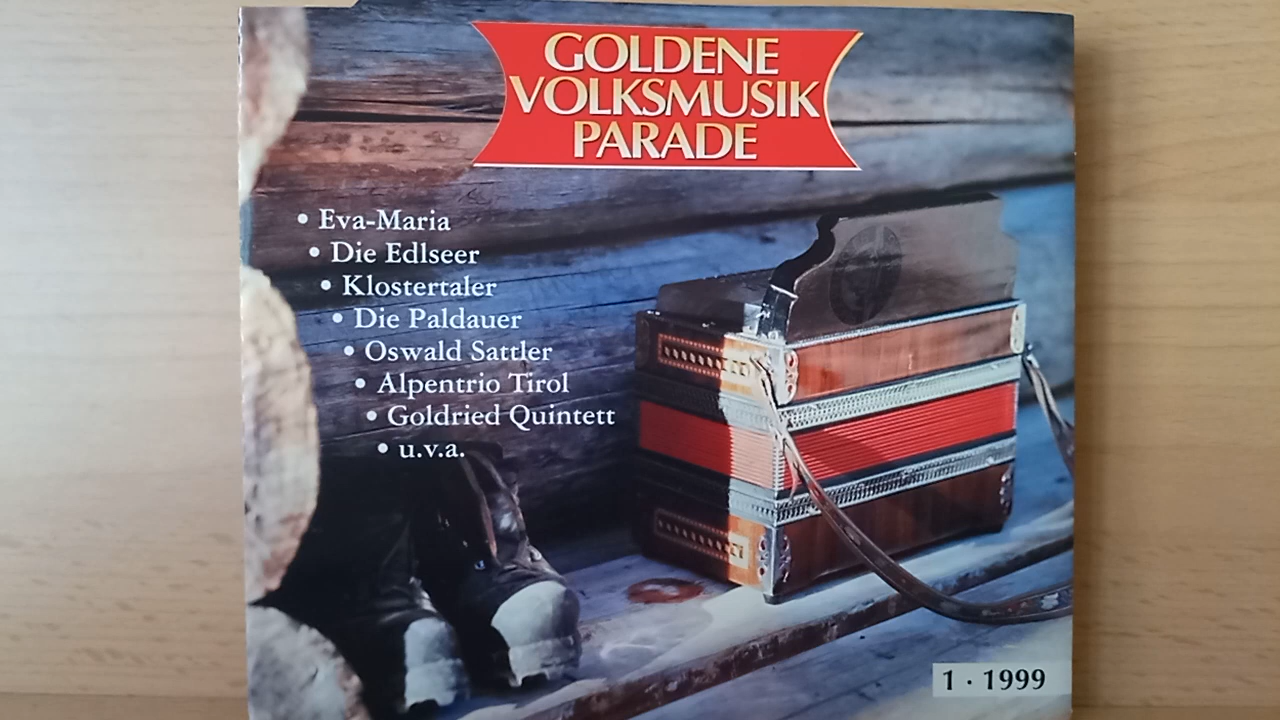 GOLDENE
VOLKSMUSIK
PARADE
• Eva-Maria
• Die Edlseer
• Klostertaler
• Die Paldauer
• Oswald Sattler
• Alpentrio Tirol
• Goldried Quintett
• u.v.a.
1 · 1999